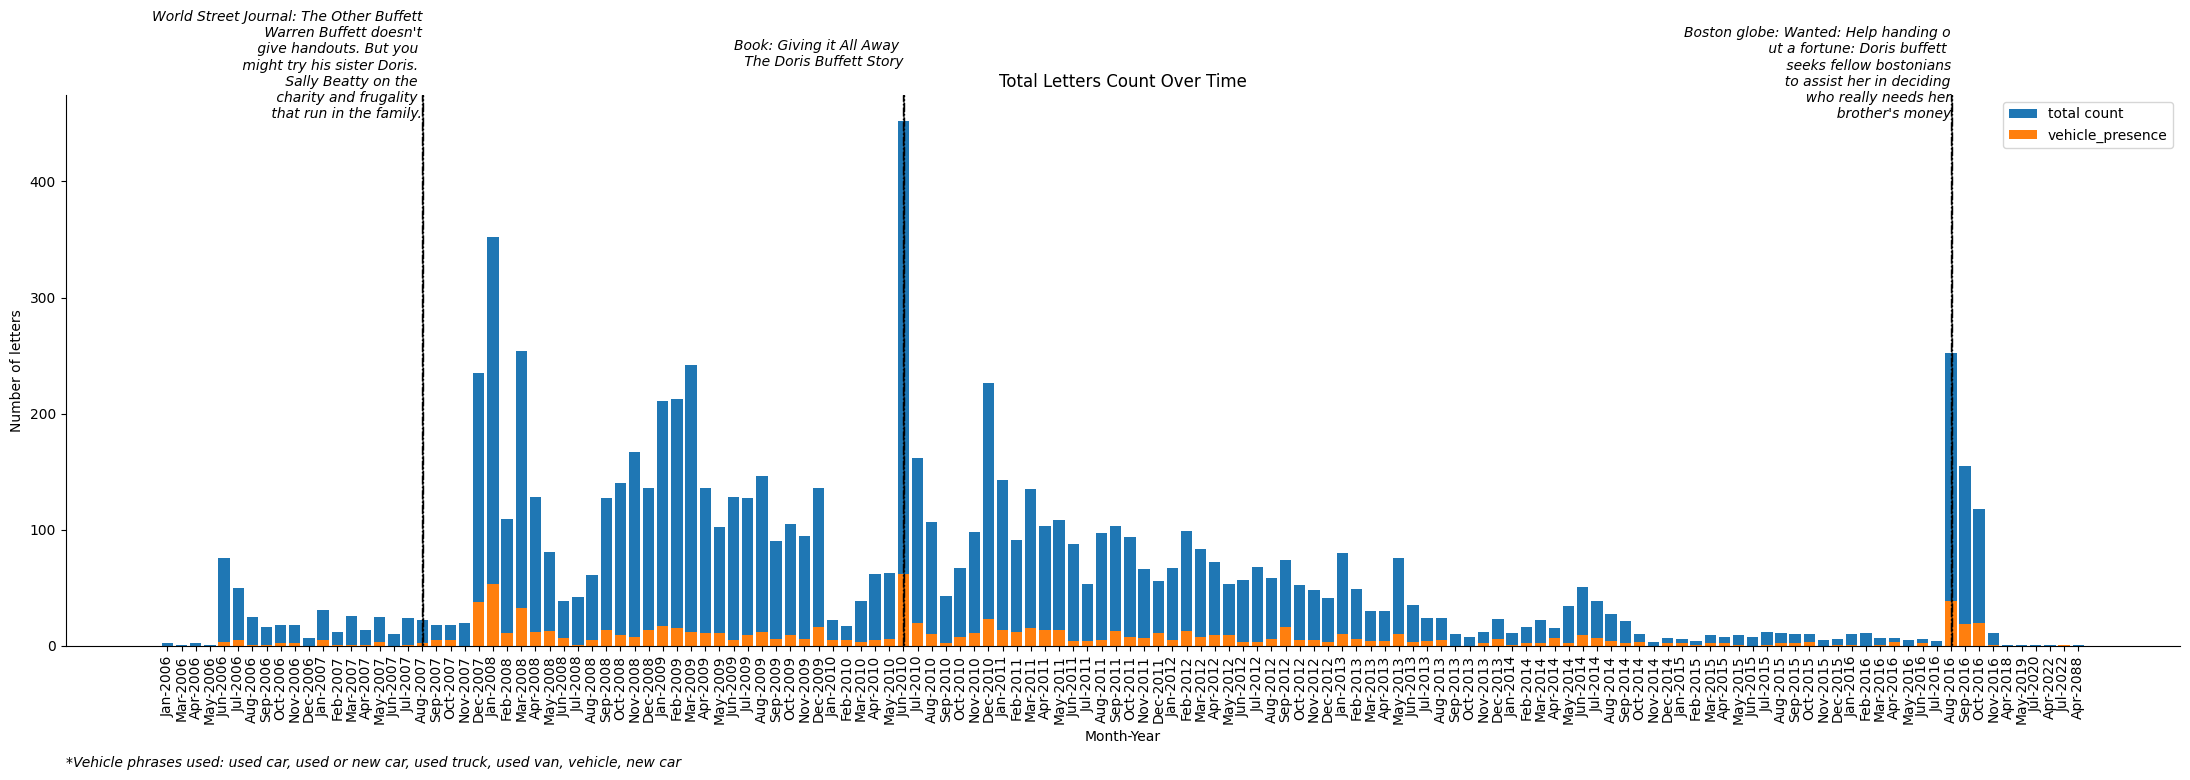 World Street Journal: The Other Buffett
Warren Buffett doesn't
give handouts. But you
might try his sister Doris.
Sally Beatty on the
charity and frugality
that run in the family.
Book: Giving it All Away
The Doris Buffett Story
Boston globe: Wanted: Help handing o
ut a fortune: Doris buffett
seeks fellow bostonians
to assist her in deciding
who really needs her
brother's money
Total Letters Count Over Time
total count
vehicle_presence
Number of letters
400
300
200
100
0
Jan-2006
Mar-2006
Apr-2006
May-2006
Jun-2006
Jul-2006
Aug-2006
Sep-2006
Oct-2006
Nov-2006
Dec-2006
Jan-2007
Feb-2007
Mar-2007
Apr-2007
May-2007
Jun-2007
Jul-2007
Aug-2007
Sep-2007
Oct-2007
Nov-2007
Dec-2007
Jan-2008
Feb-2008
Mar-2008
Apr-2008
May-2008
Jun-2008
Jul-2008
Aug-2008
Sep-2008
Oct-2008
Nov-2008
Dec-2008
Jan-2009
Feb-2009
Mar-2009
Apr-2009
May-2009
Jun-2009
Jul-2009
Aug-2009
Sep-2009
Oct-2009
Nov-2009
Dec-2009
Jan-2010
Feb-2010
Mar-2010
Apr-2010
May-2010
Jun-2010
Jul-2010
Aug-2010
Sep-2010
Oct-2010
Nov-2010
Dec-2010
Jan-2011
Feb-2011
Mar-2011
Apr-2011
May-2011
Jun-2011
Jul-2011
Aug-2011
Sep-2011
Oct-2011
Nov-2011
Dec-2011
Jan-2012
Feb-2012
Mar-2012
Apr-2012
May-2012
Jun-2012
Jul-2012
Aug-2012
Sep-2012
Oct-2012
Nov-2012
Dec-2012
Jan-2013
Feb-2013
Mar-2013
Apr-2013
May-2013
Jun-2013
Jul-2013
Aug-2013
Sep-2013
Oct-2013
Nov-2013
Dec-2013
Jan-2014
Feb-2014
Mar-2014
Apr-2014
May-2014
Jun-2014
Jul-2014
Aug-2014
Sep-2014
Oct-2014
Nov-2014
Dec-2014
Jan-2015
Feb-2015
Mar-2015
Apr-2015
May-2015
Jun-2015
Jul-2015
Aug-2015
Sep-2015
Oct-2015
Nov-2015
Dec-2015
Jan-2016
Feb-2016
Mar-2016
Apr-2016
May-2016
Jun-2016
Jul-2016
Aug-2016
Sep-2016
Oct-2016
Nov-2016
Apr-2018
May-2019
Jul-2020
Apr-2022
Jul-2022
Apr-2088
Month-Year
*Vehicle phrases used: used car, used or new car, used truck, used van, vehicle, new car